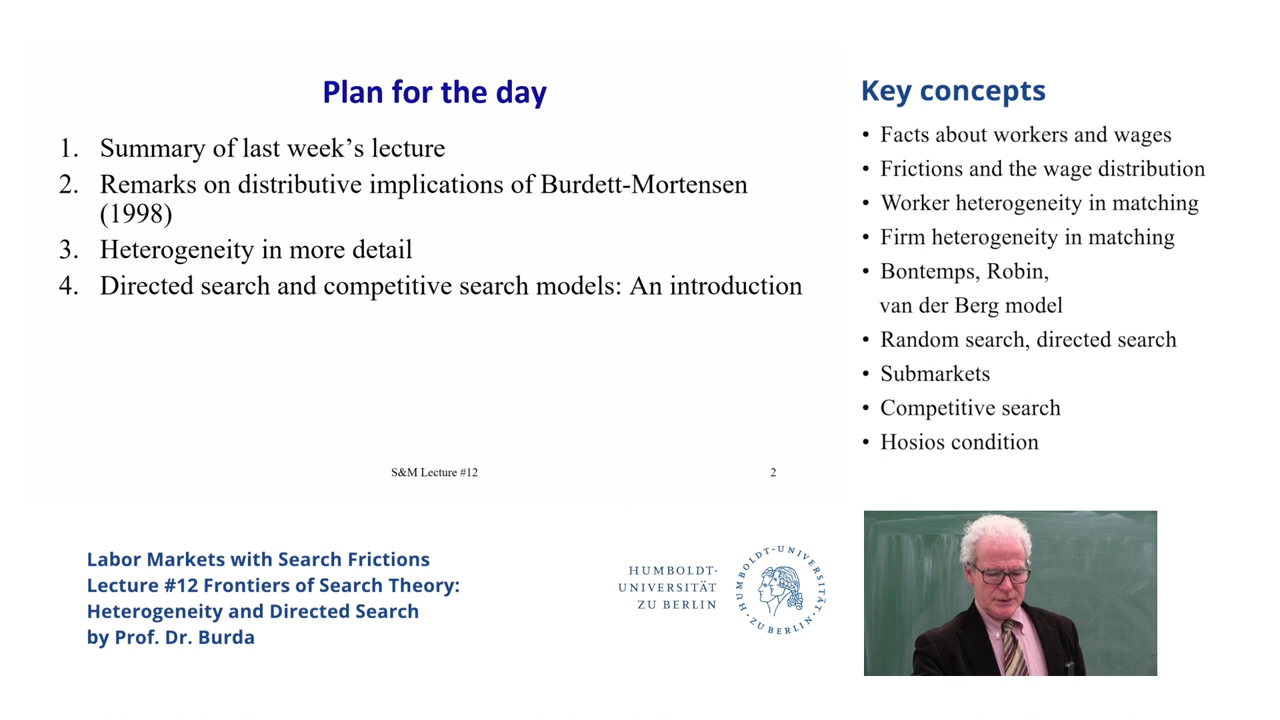 Plan for the day
1. Summary of last week's lecture
2. Remarks on distributive implications of Burdett-Mortensen
(1998)
3. Heterogeneity in more detail
4. Directed search and competitive search models: An introduction
S&M Lecture #12
2
Key concepts
• Facts about workers and wages
• Frictions and the wage distribution
• Worker heterogeneity in matching
• Firm heterogeneity in matching
• Bontemps, Robin,
van der Berg model
• Random search, directed search
• Submarkets
• Competitive search
• Hosios condition
Labor Markets with Search Frictions
Lecture #12 Frontiers of Search Theory:
Heterogeneity and Directed Search
by Prof. Dr. Burda
HUMBOLDT-
UNIVERSITÄT
ZU BERLIN
HUMBOLDT-UNIVERSITÄT
ZU BERLIN